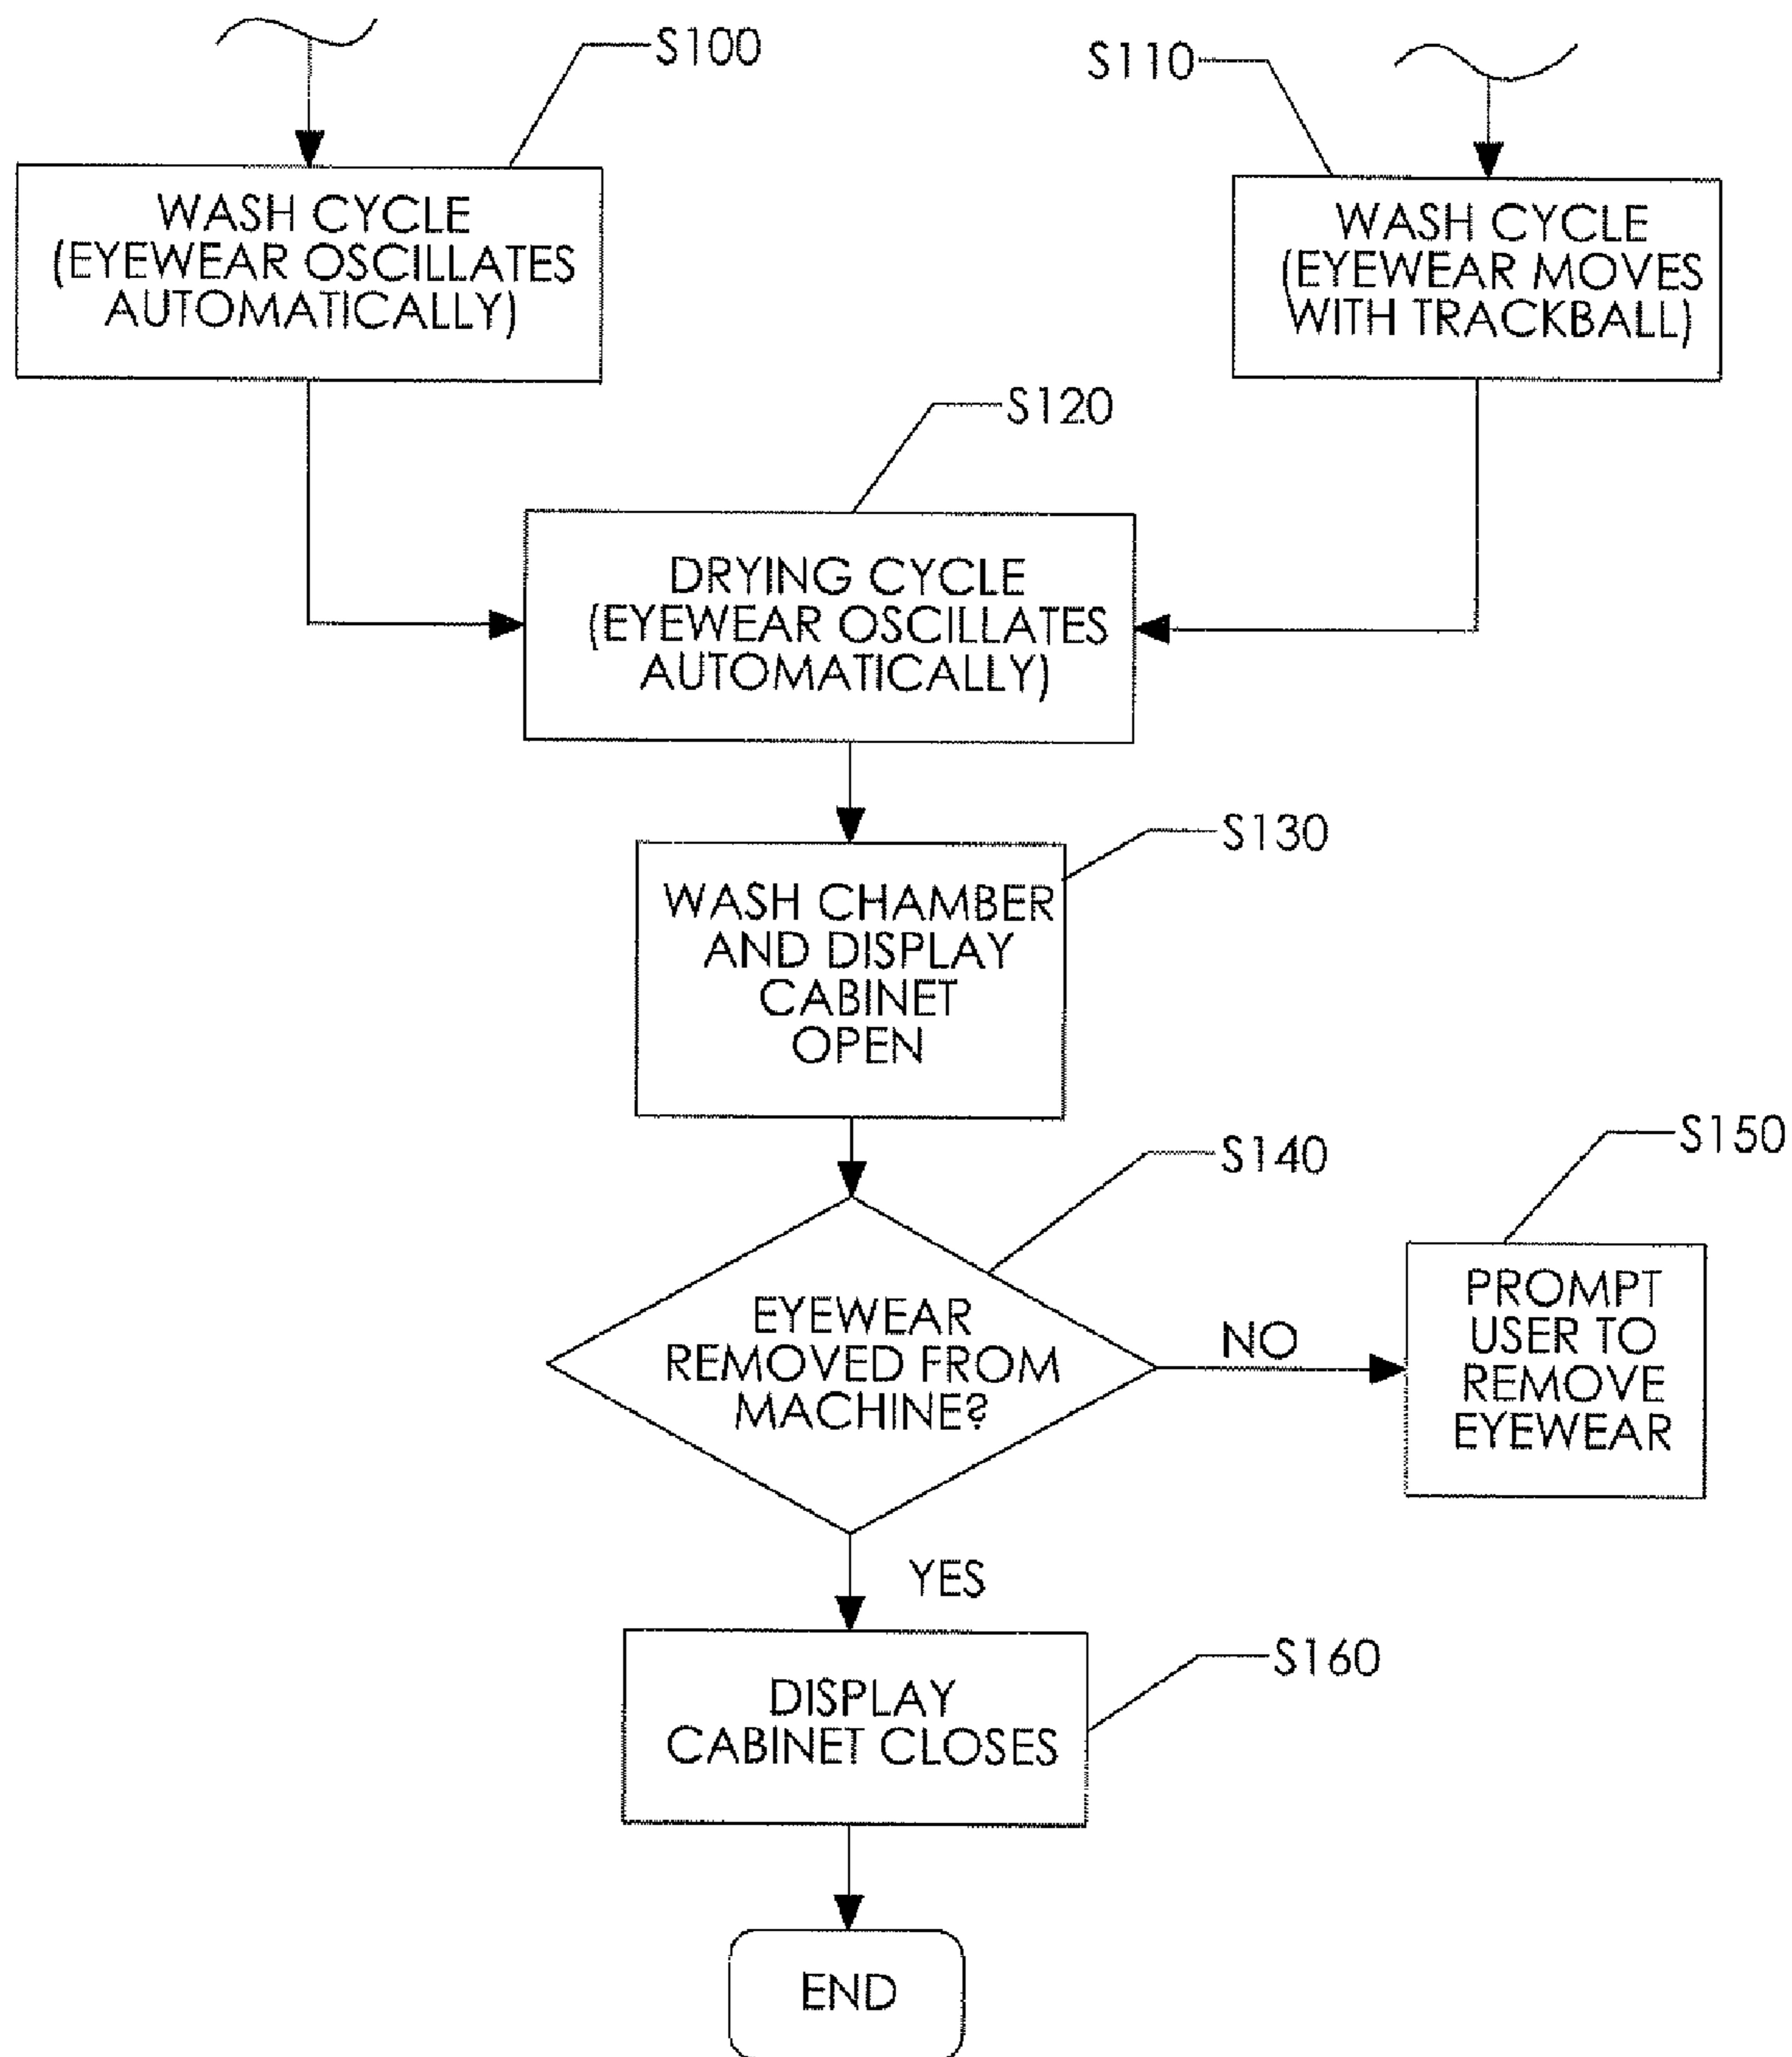 S100
S110
WASH CYCLE
(EYEWEAR OSCILLATES
AUTOMATICALLY)
WASH CYCLE
(EYEWEAR MOVES
WITH TRACKBALL)
S120
DRYING CYCLE
(EYEWEAR OSCILLATES
AUTOMATICALLY)
S130
WASH CHAMBER
AND DISPLAY
CABINET
OPEN
S140
S150
EYEWEAR
REMOVED FROM
MACHINE?
NO
PROMPT
USER TO
REMOVE
EYEWEAR
YES
S160
DISPLAY
CABINET CLOSES
END